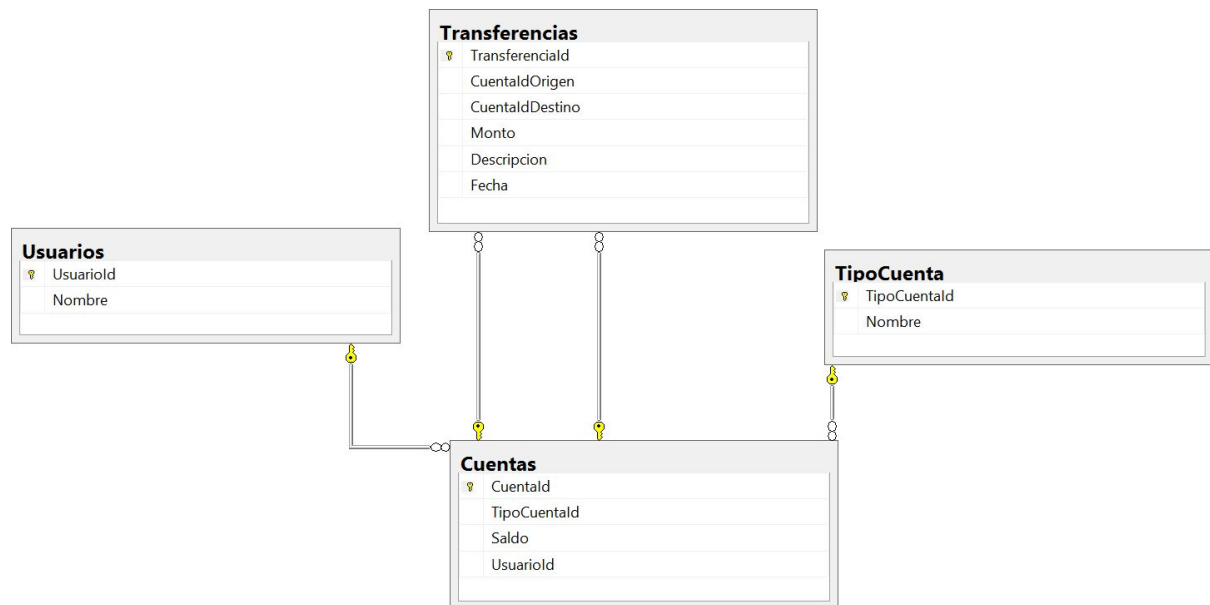 Transferencias
TransferenciaId
CuentaIdOrigen
CuentaIdDestino
Monto
Descripcion
Fecha
Usuarios
UsuarioId
Nombre
TipoCuenta
TipoCuentaId
Nombre
Cuentas
CuentaId
TipoCuentaId
Saldo
UsuarioId